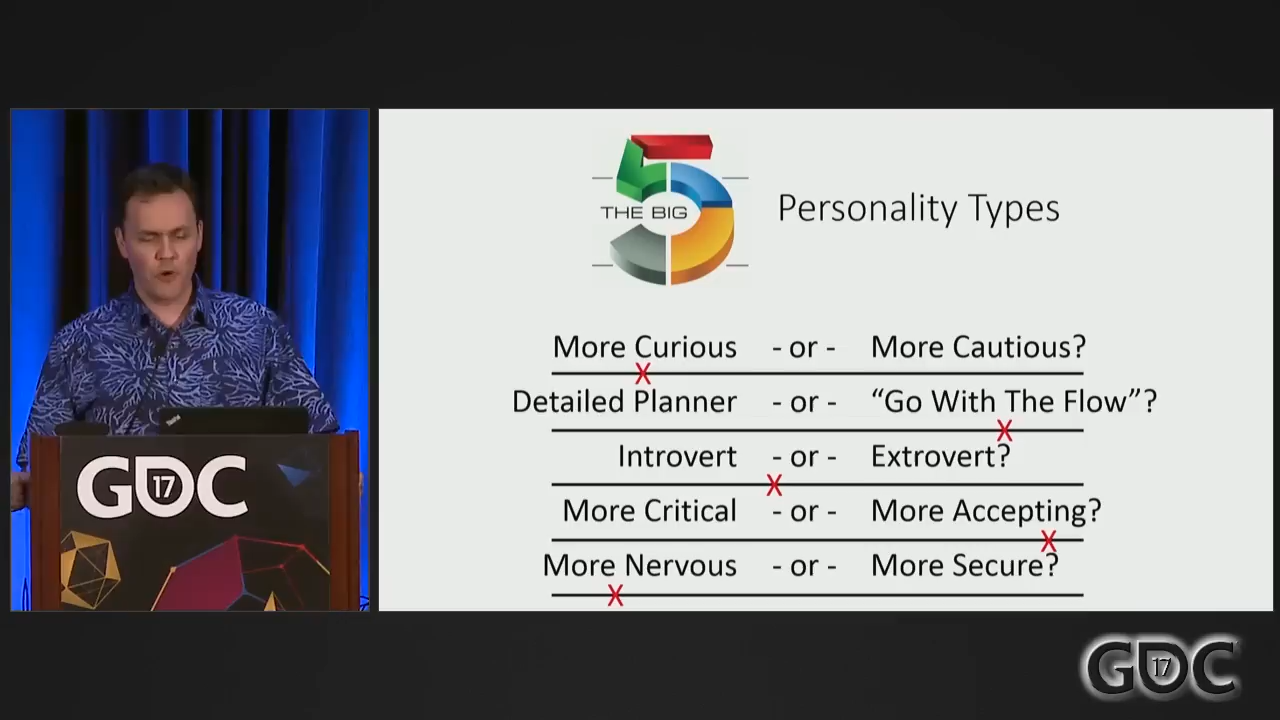 THE BIG 5
Personality Types
More Curious - or - More Cautious?
X
Detailed Planner - or - “Go With The Flow”?
X
Introvert - or - Extrovert?
X
More Critical - or - More Accepting?
X
More Nervous - or - More Secure?
X
ThinkPad
GDC 17
GDC 17